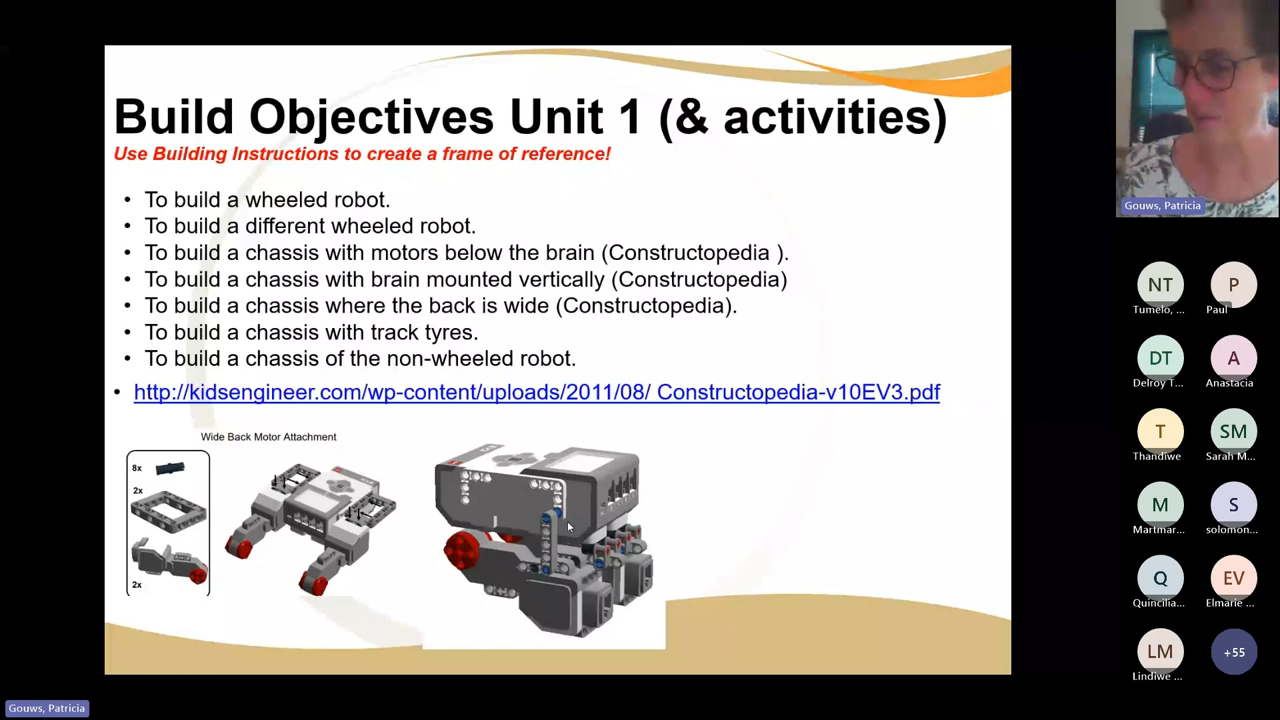 Build Objectives Unit 1 (& activities)
Use Building Instructions to create a frame of reference!
• To build a wheeled robot.
• To build a different wheeled robot.
• To build a chassis with motors below the brain (Constructopedia ).
• To build a chassis with brain mounted vertically (Constructopedia)
• To build a chassis where the back is wide (Constructopedia).
• To build a chassis with track tyres.
• To build a chassis of the non-wheeled robot.
• http://kidsengineer.com/wp-content/uploads/2011/08/ Constructopedia-v10EV3.pdf
Wide Back Motor Attachment
8x
2x
2x
Gouws, Patricia
NT
Tumelo, ...
P
Paul
DT
Delroy T...
A
Anastacia
T
Thandiwe
SM
Sarah M...
M
Martmar...
S
solomon...
Q
Quincilia...
EV
Elmarie ...
LM
Lindiwe ...
+55
Gouws, Patricia